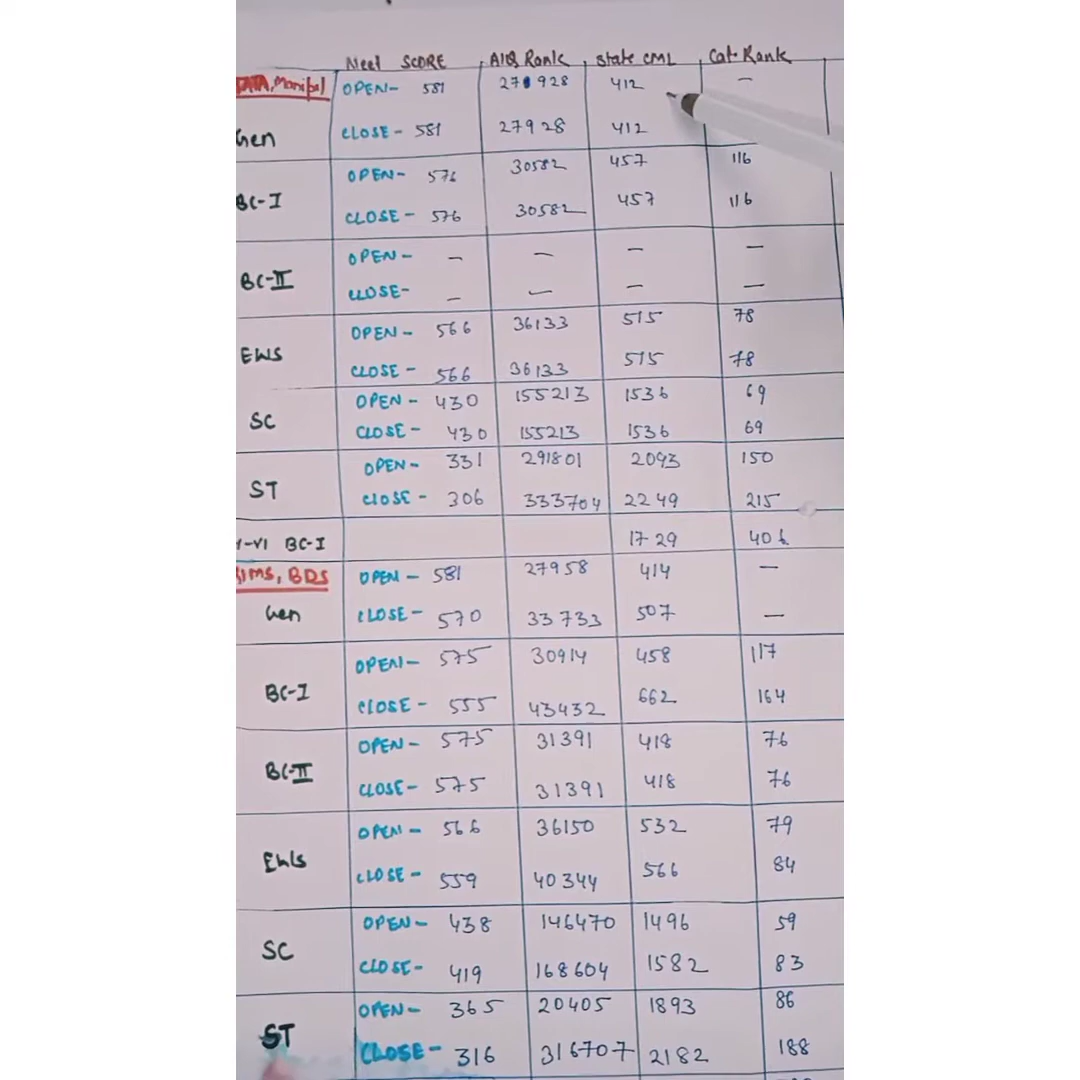 Neet SCORE AIQ Rank State CML Cat. Rank
TATA, Manipal OPEN- 581 27928 412 —
Gen CLOSE - 581 27928 412
OPEN- 576 30582 457 116
BC-I CLOSE - 576 30582 457 116
OPEN- — — — —
BC-II CLOSE- — — — —
OPEN - 566 36133 515 78
EWS CLOSE - 566 36133 515 78
OPEN - 430 155213 1536 69
SC CLOSE - 430 155213 1536 69
OPEN- 331 291801 2093 150
ST CLOSE - 306 333704 2249 215
-VI BC-I 1729 406
IMS, BDS OPEN - 581 27958 414 —
Gen CLOSE - 570 33733 507 —
OPEN- 575 30914 458 117
BC-I CLOSE - 555 43432 662 164
OPEN- 575 31391 418 76
BC-II CLOSE- 575 31391 418 76
OPEN - 566 36150 532 79
EWS CLOSE - 559 40344 566 84
OPEN- 438 146470 1496 59
SC CLOSE- 419 168604 1582 83
OPEN- 365 20405 1893 86
ST CLOSE- 316 316707 2182 188